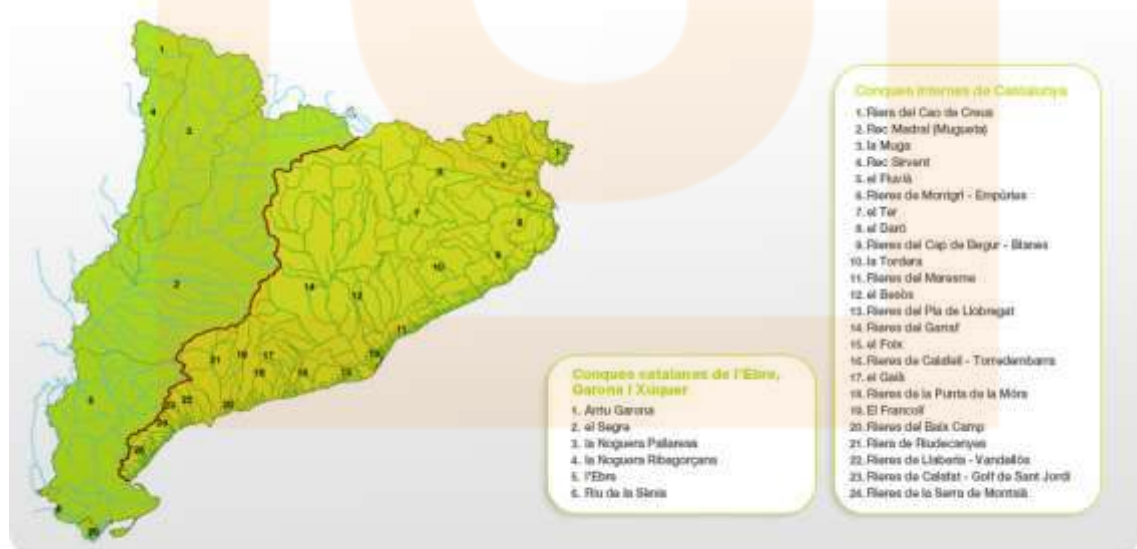 Conques internes de Catalunya
1. Riera del Cao de Creus
2. Rec Madral (Mugueta)
3. la Muga
4. Rec Sirvent
5. el Fluvià
6. Rieres de Montgrí - Empúries
7. el Ter
8. el Daró
9. Rieres del Cap de Begur - Blanes
10. la Tordera
11. Rieres del Maresme
12. el Besòs
13. Rieres del Pla de Llobregat
14. Rieres del Garraf
15. el Foix
16. Rieres de Calafell - Torredembarra
17. el Gaià
18. Rieres de la Punta de la Móra
19. El Francolí
20. Rieres del Baix Camp
21. Riera de Riudecanyes
22. Rieres de Llaberia - Vandellòs
23. Rieres de Calafat - Golf de Sant Jordi
24. Rieres de la Serra de Montsià
Conques catalanes de l'Ebre,
Garona i Xúquer
1. Arriu Garona
2. el Segre
3. la Noguera Pallaresa
4. la Noguera Ribagorçana
5. l'Ebre
6. Riu de la Sénia